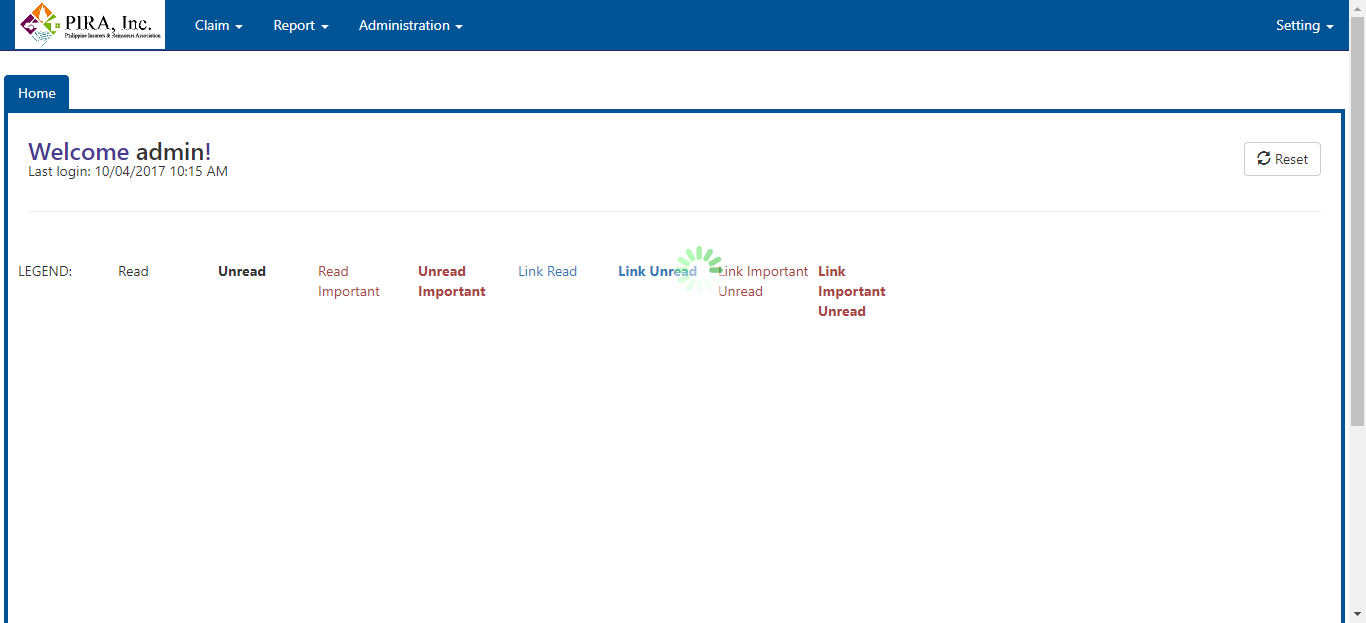 PIRA, Inc.
Philippine Insurers & Reinsurers Association
Claim
Report
Administration
Setting
Home
Welcome admin!
Last login: 10/04/2017 10:15 AM
Reset
LEGEND:
Read
Unread
Read
Important
Unread
Important
Link Read
Link Unread
Link Important
Unread
Link
Important
Unread